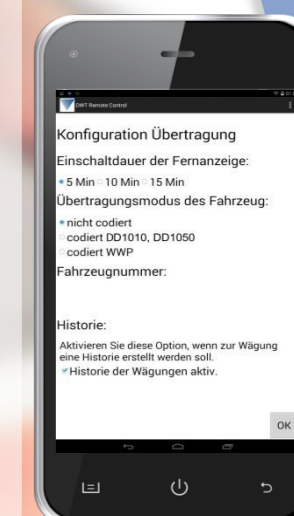 DWT Remote Control
Konfiguration Übertragung
Einschaltdauer der Fernanzeige:
5 Min 10 Min 15 Min
Übertragungsmodus des Fahrzeug:
nicht codiert
codiert DD1010, DD1050
codiert WWP
Fahrzeugnummer:
Historie:
Aktivieren Sie diese Option, wenn zur Wägung
eine Historie erstellt werden soll.
Historie der Wägungen aktiv.
OK